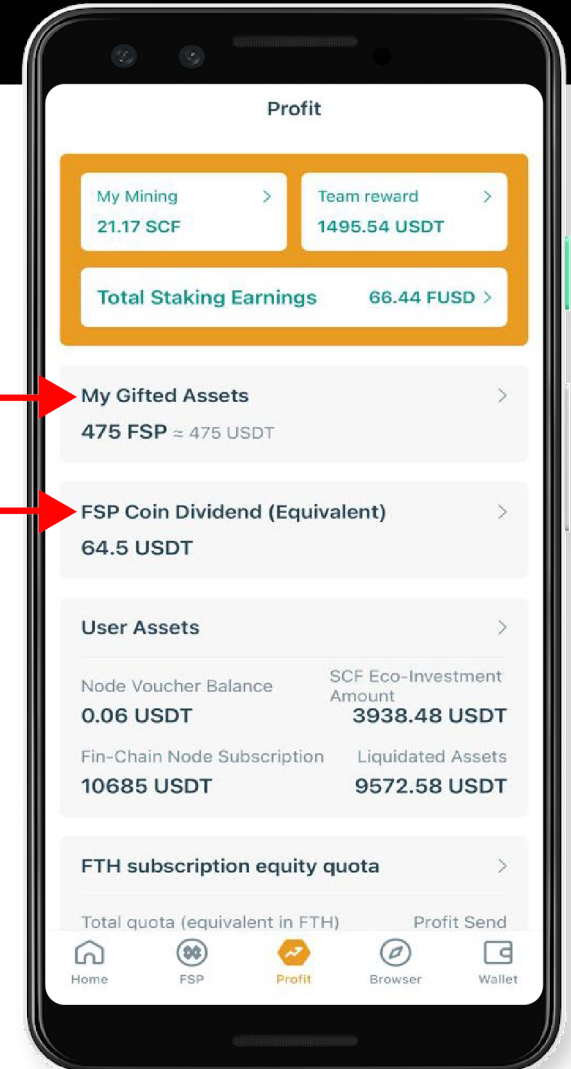 Profit
My Mining >
21.17 SCF
Team reward >
1495.54 USDT
Total Staking Earnings 66.44 FUSD >
My Gifted Assets >
475 FSP ≈ 475 USDT
FSP Coin Dividend (Equivalent) >
64.5 USDT
User Assets >
Node Voucher Balance
0.06 USDT
SCF Eco-Investment
Amount
3938.48 USDT
Fin-Chain Node Subscription
10685 USDT
Liquidated Assets
9572.58 USDT
FTH subscription equity quota >
Total quota (equivalent in FTH) Profit Send
Home FSP Profit Browser Wallet